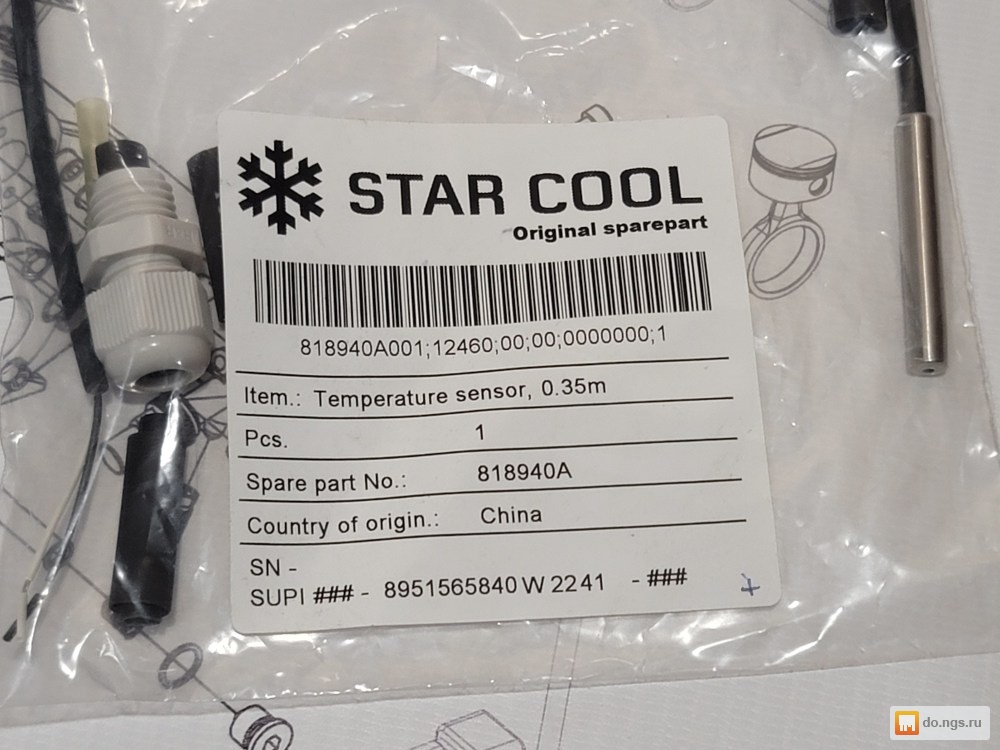 STAR COOL
Original sparepart
818940A001;12460;00;00;0000000;1
Item.: Temperature sensor, 0.35m
Pcs. 1
Spare part No.: 818940A
Country of origin.: China
SN -
SUPI ### - 8951565840 W 2241 - ###
do.ngs.ru